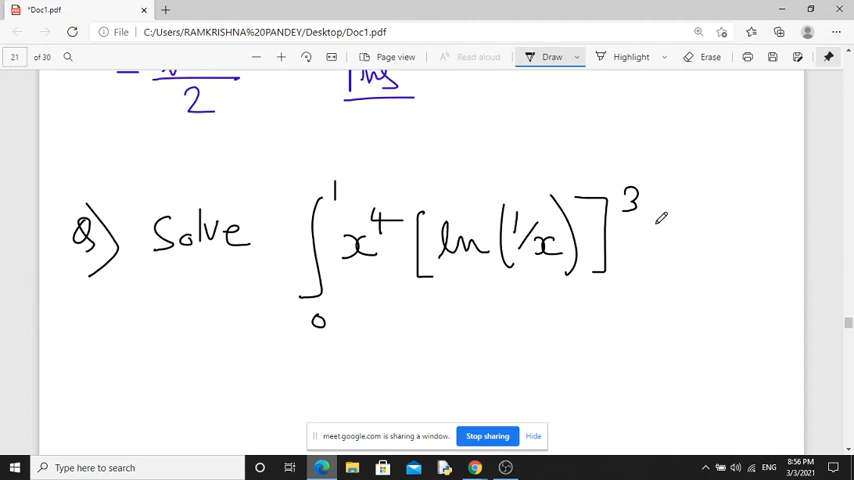 *Doc1.pdf
File C:/Users/RAMKRISHNA%20PANDEY/Desktop/Doc1.pdf
21 of 30 Page view Read aloud Draw Highlight Erase
2
Q) Solve ∫₀¹ x⁴ [ln(1/x)]³
meet.google.com is sharing a window. Stop sharing Hide
Type here to search ENG 8:56 PM
3/3/2021